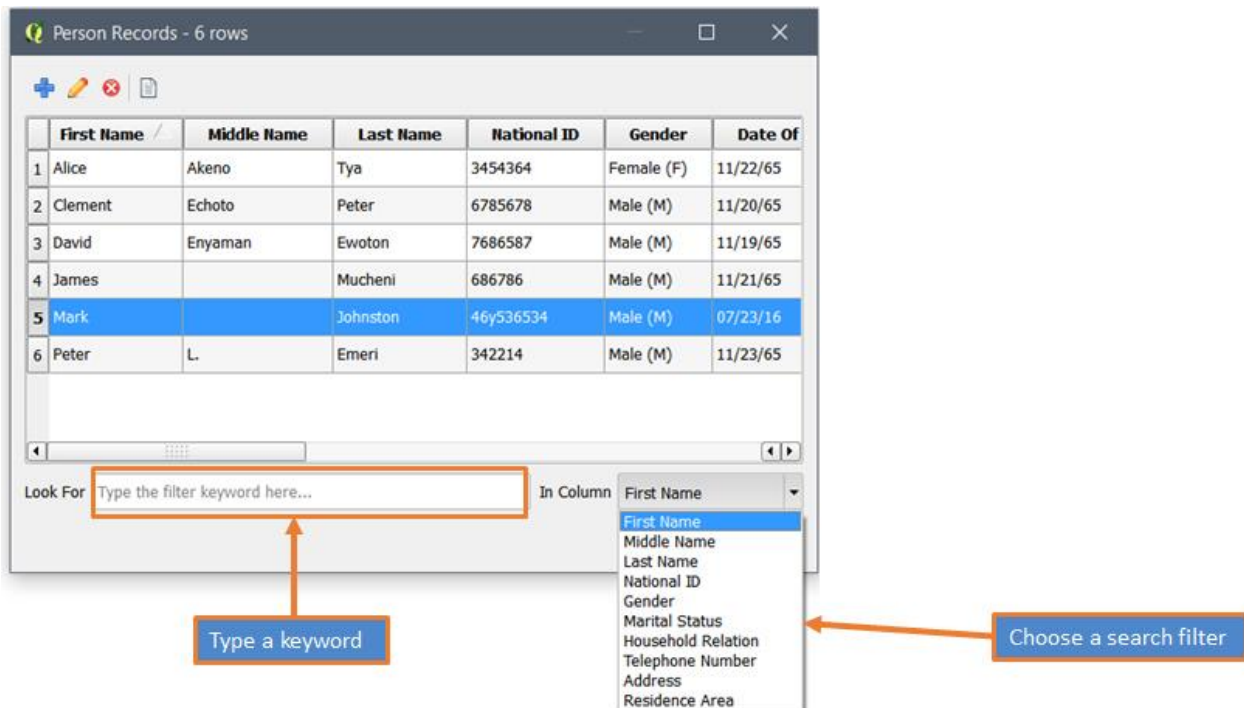 Person Records - 6 rows
First Name Middle Name Last Name National ID Gender Date Of
1 Alice Akeno Tya 3454364 Female (F) 11/22/65
2 Clement Echoto Peter 6785678 Male (M) 11/20/65
3 David Enyaman Ewoton 7686587 Male (M) 11/19/65
4 James Mucheni 686786 Male (M) 11/21/65
5 Mark Johnston 46y536534 Male (M) 07/23/16
6 Peter L. Emeri 342214 Male (M) 11/23/65
Look For Type the filter keyword here... In Column First Name
First Name
Middle Name
Last Name
National ID
Gender
Marital Status
Household Relation
Telephone Number
Address
Residence Area
Type a keyword
Choose a search filter